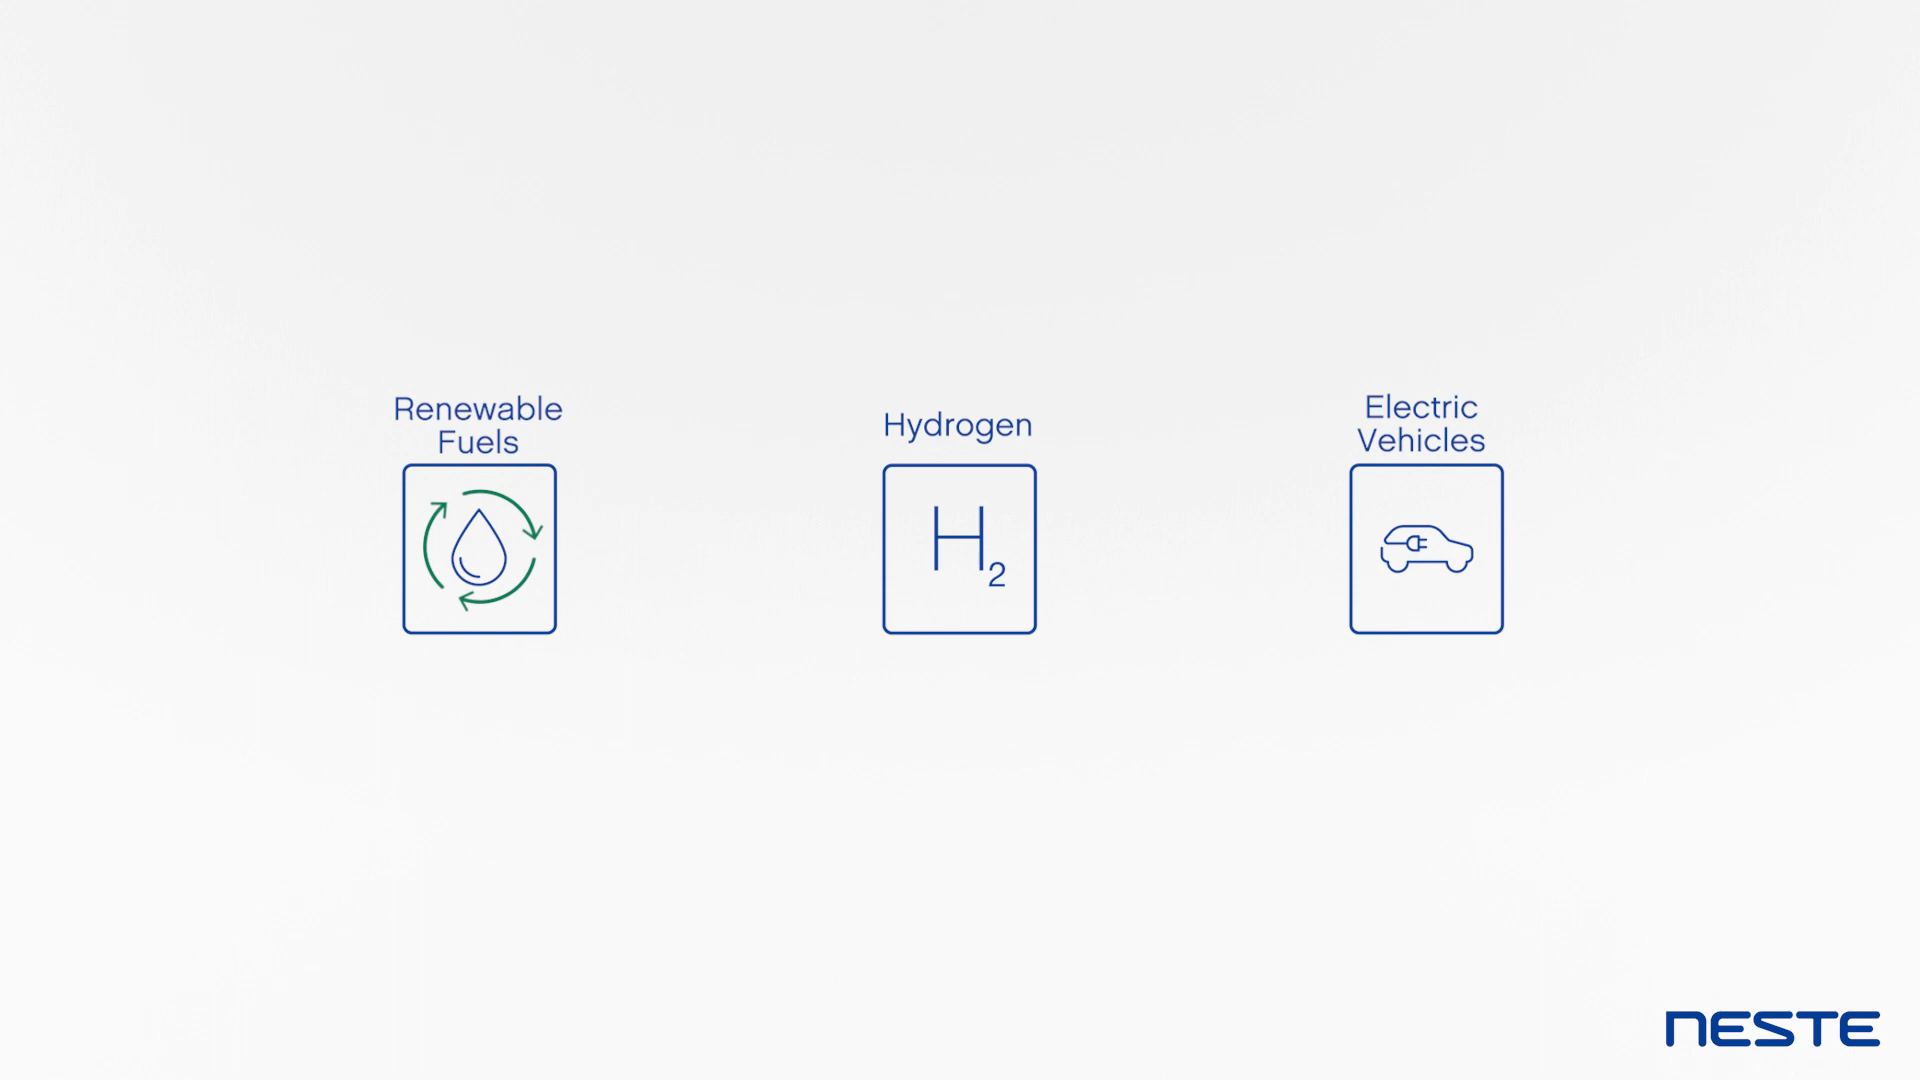 Renewable
Fuels
Hydrogen
H2
Electric
Vehicles
NESTE